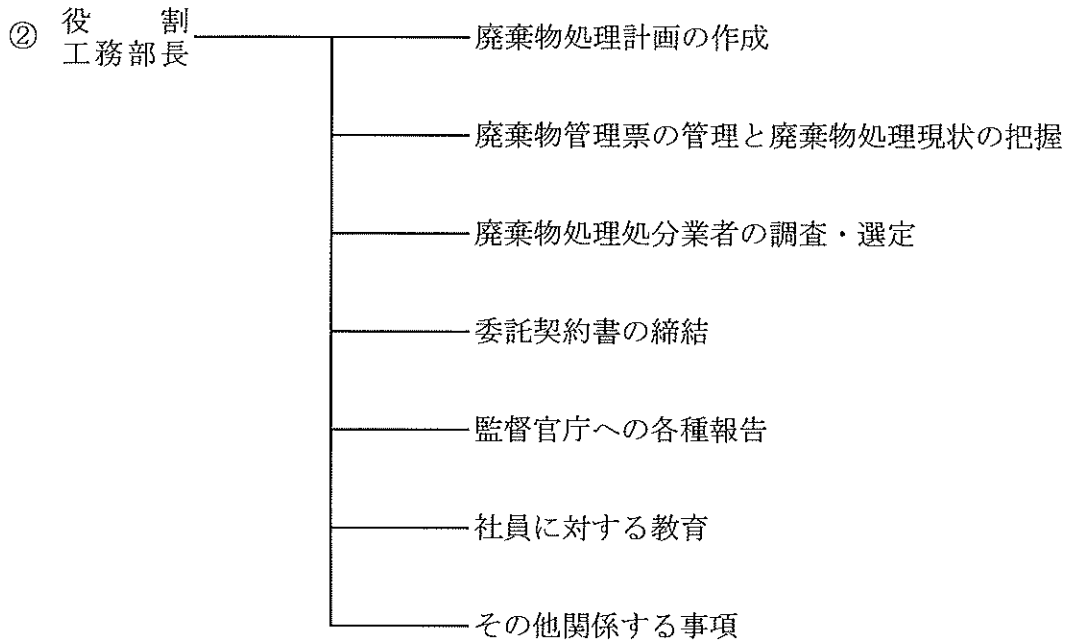 ② 役割
工務部長
廃棄物処理計画の作成
廃棄物管理票の管理と廃棄物処理現状の把握
廃棄物処理処分業者の調査・選定
委託契約書の締結
監督官庁への各種報告
社員に対する教育
その他関係する事項